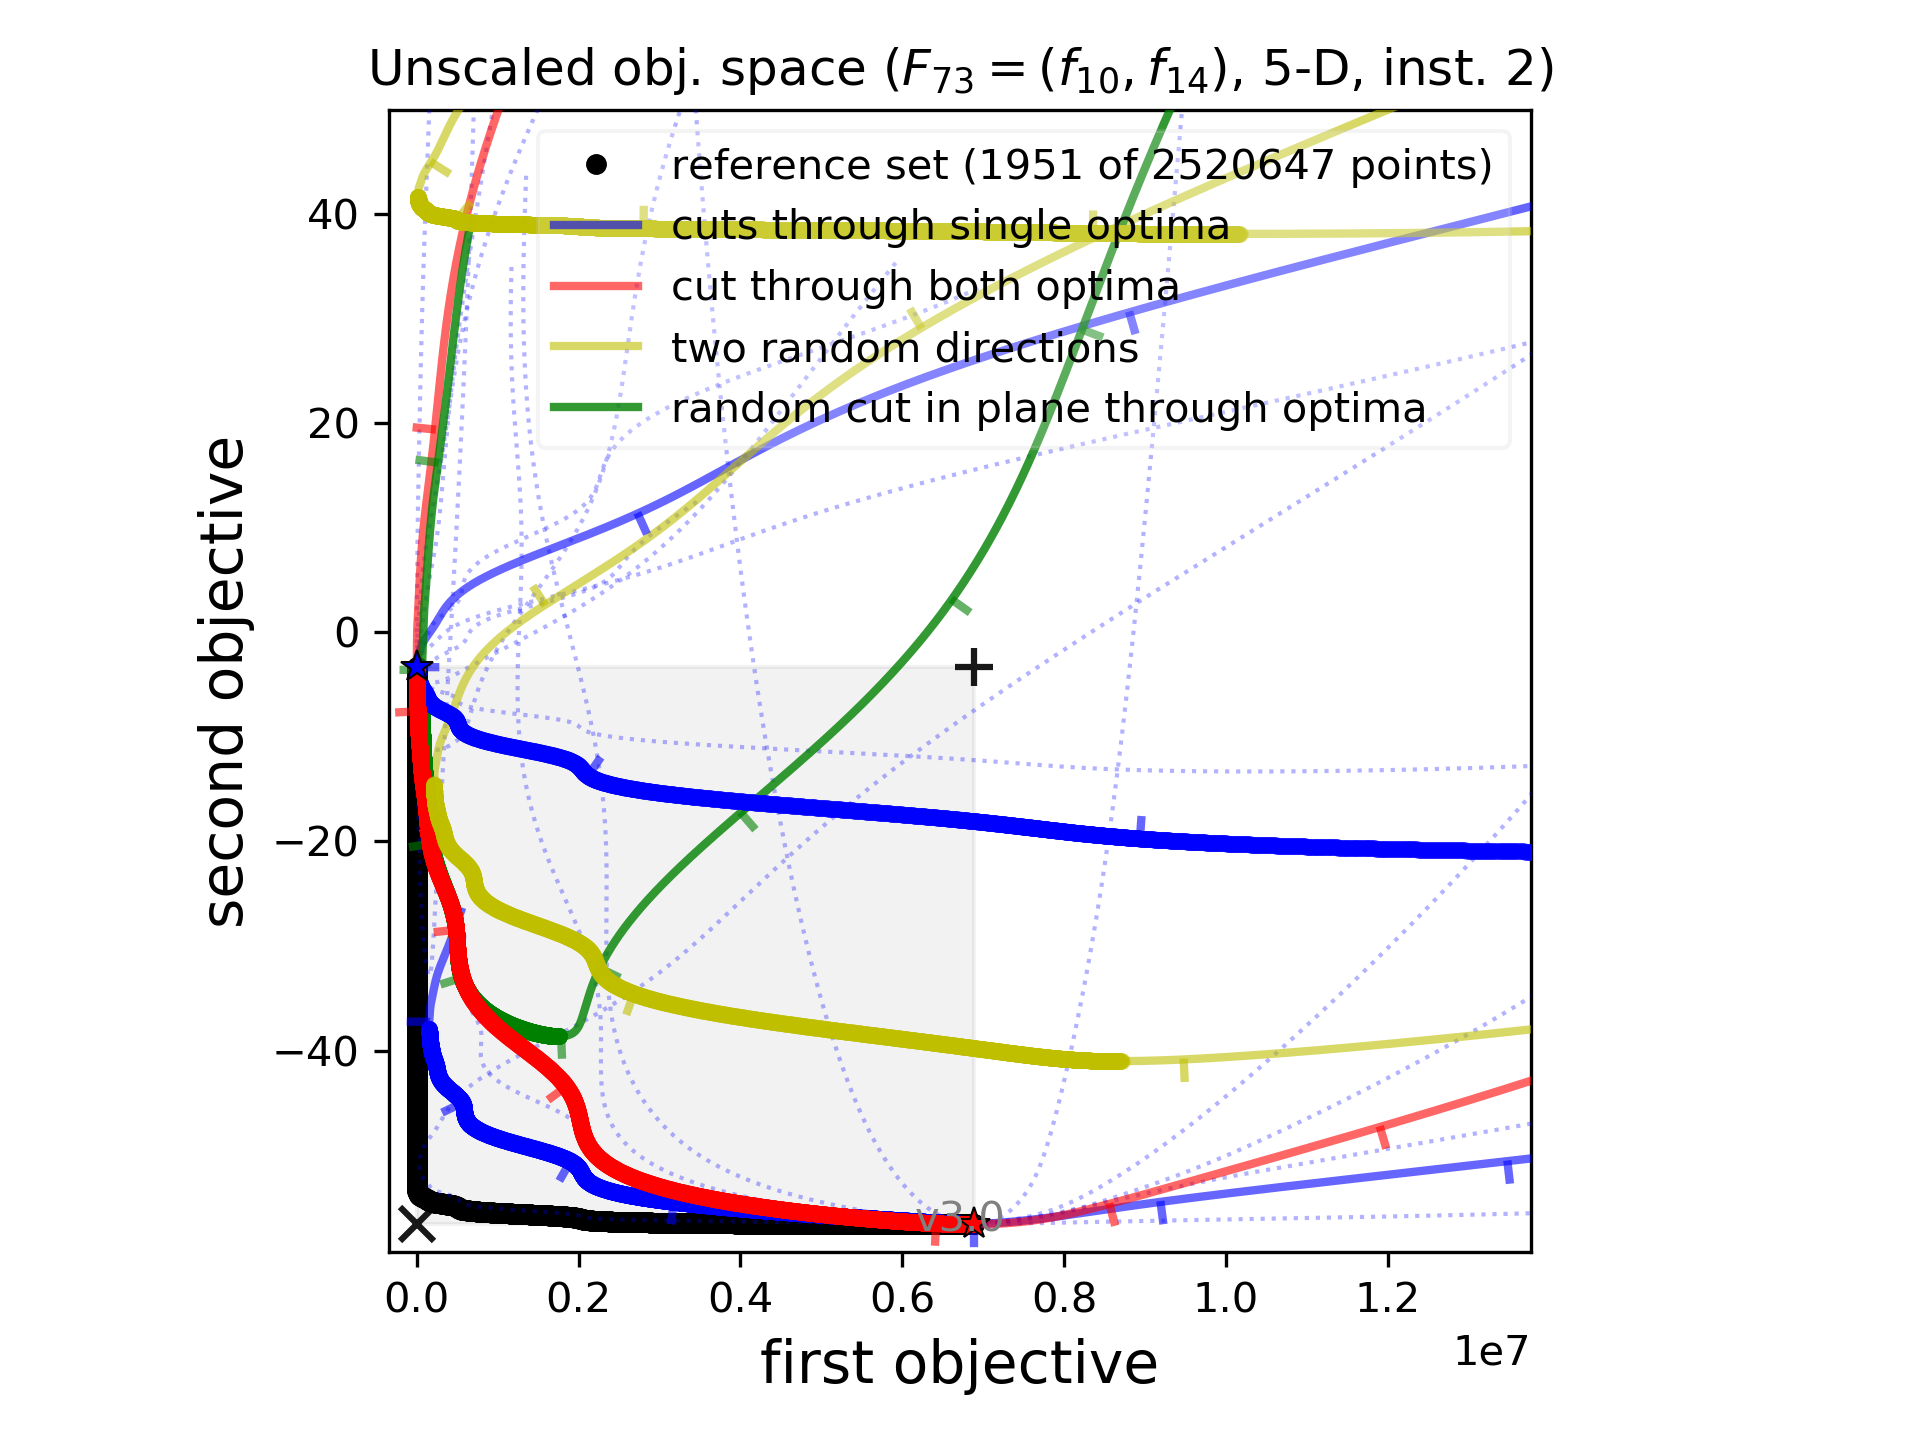 Unscaled obj. space (F73 = (f10, f14), 5-D, inst. 2)
reference set (1951 of 2520647 points)
cuts through single optima
cut through both optima
two random directions
random cut in plane through optima
40
20
0
−20
−40
second objective
v3.0
0.0 0.2 0.4 0.6 0.8 1.0 1.2
1e7
first objective